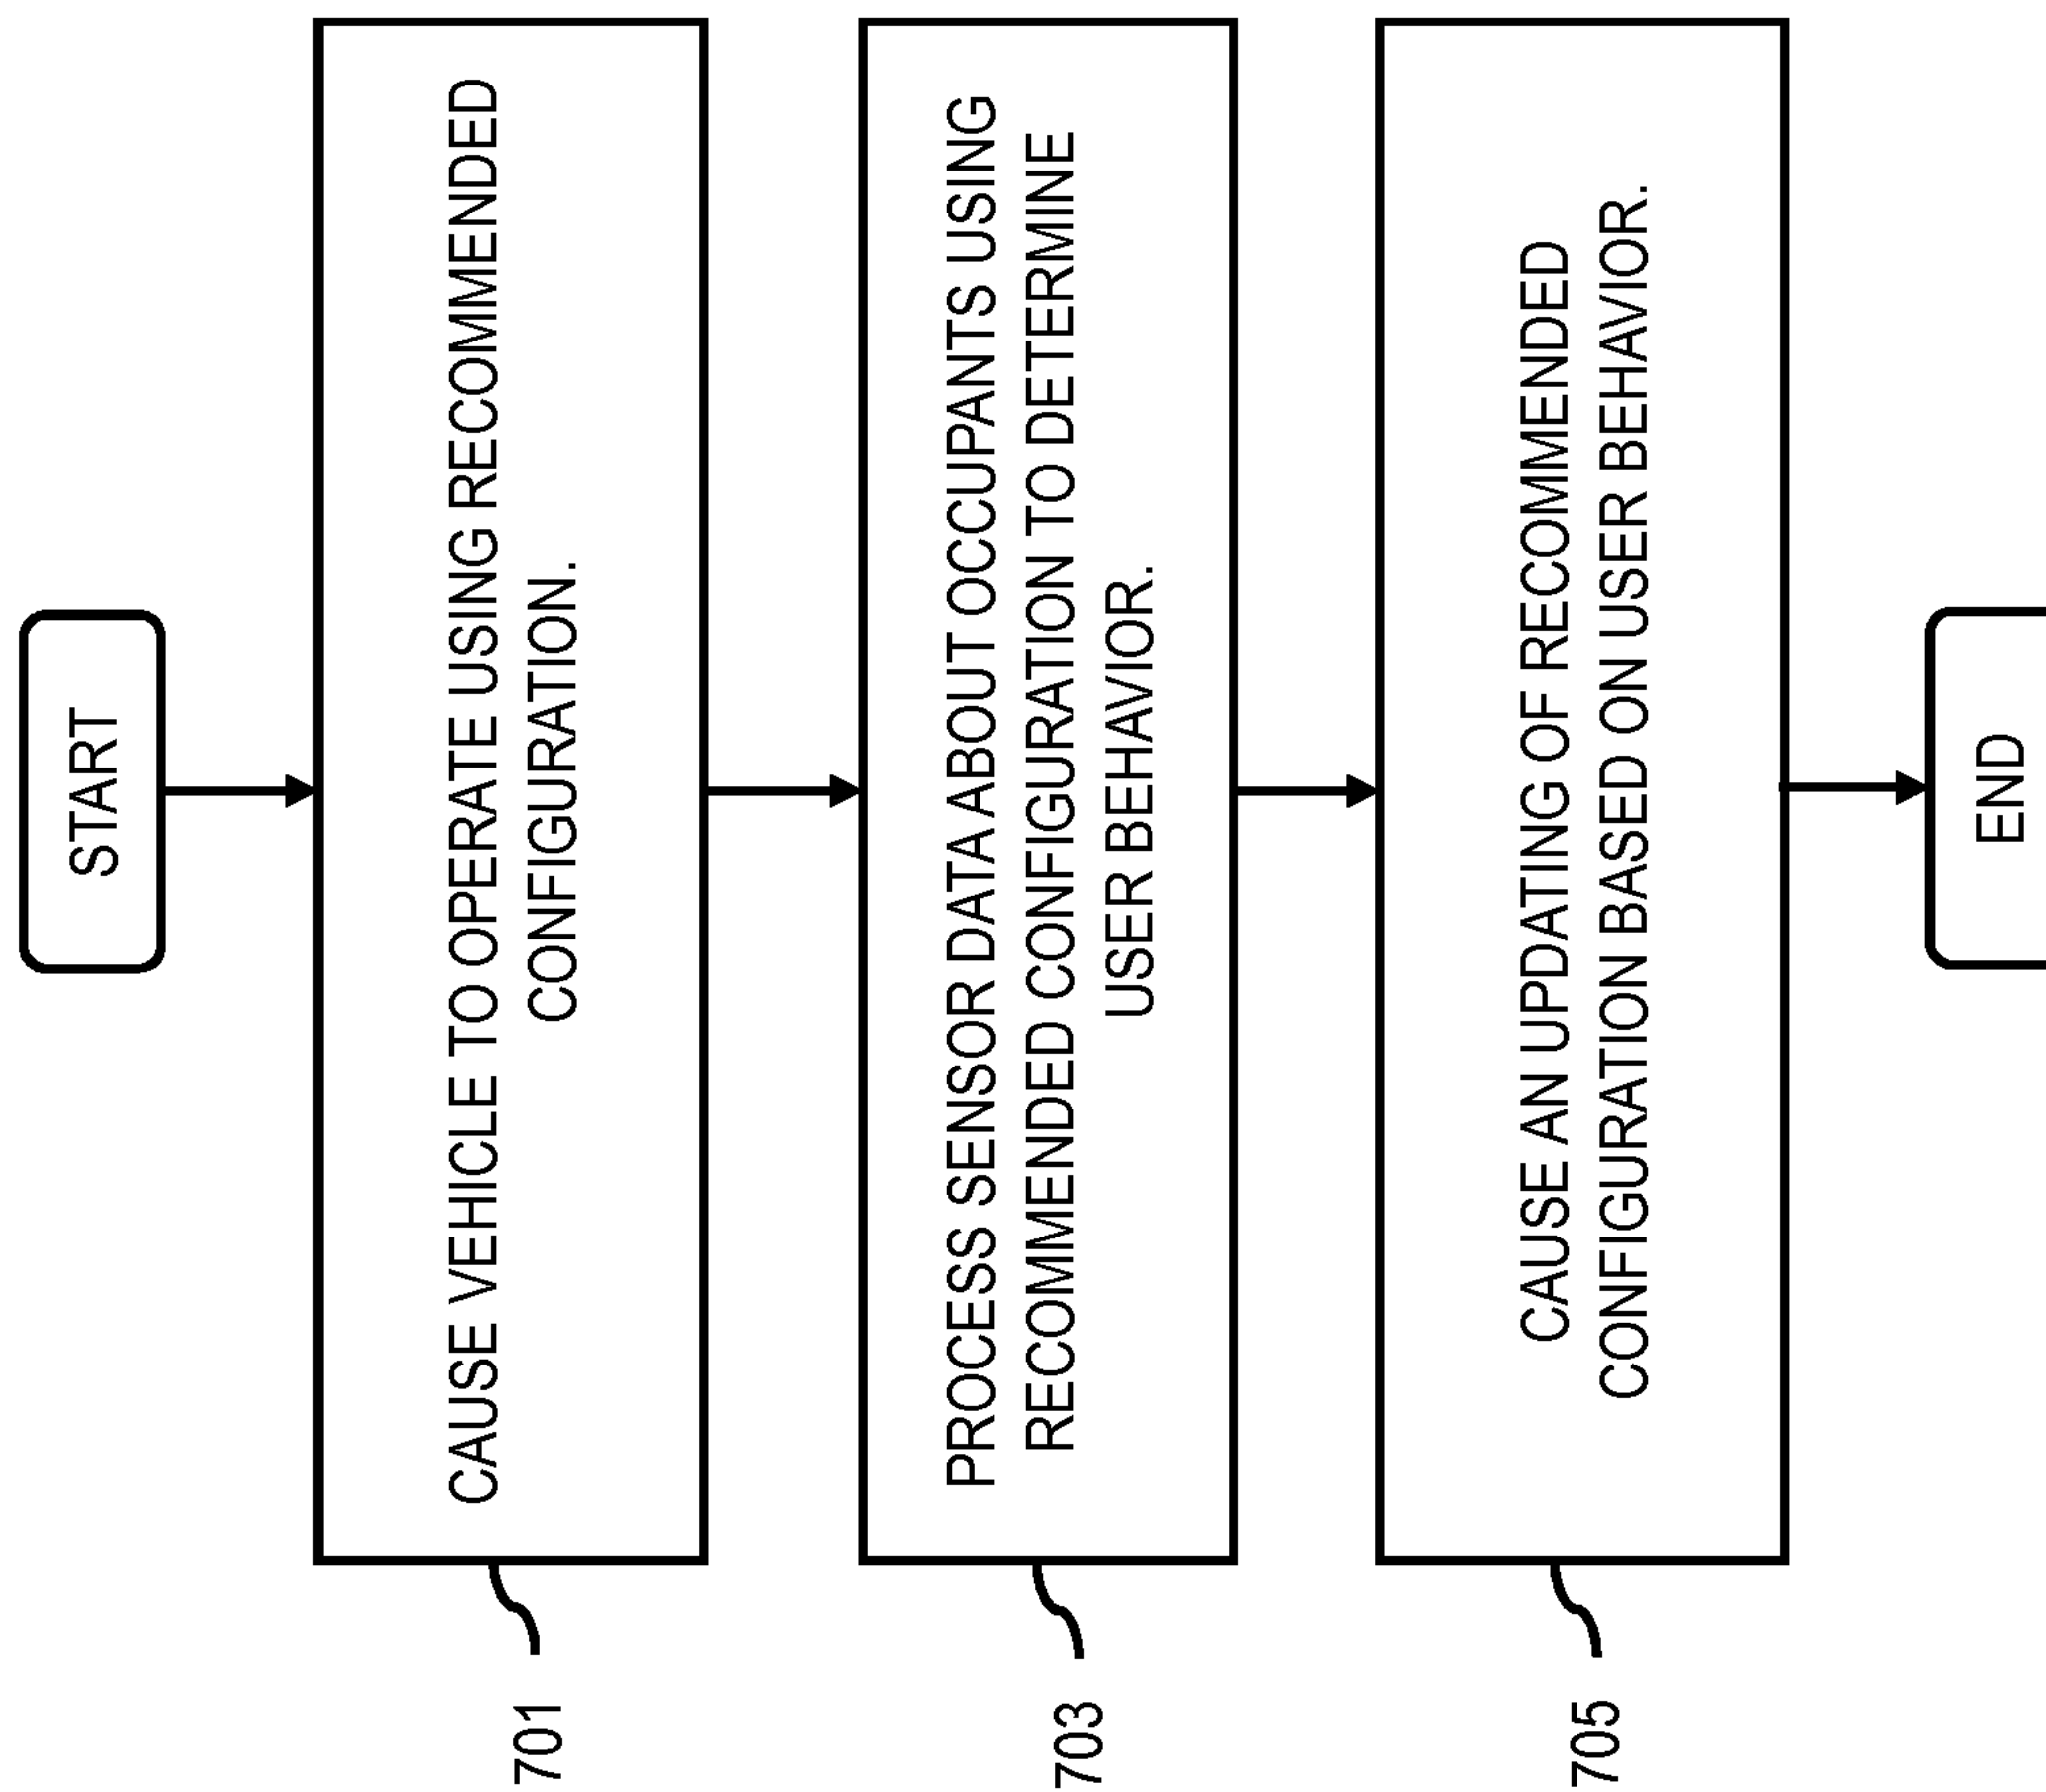 START
CAUSE VEHICLE TO OPERATE USING RECOMMENDED
CONFIGURATION.
701
PROCESS SENSOR DATA ABOUT OCCUPANTS USING
RECOMMENDED CONFIGURATION TO DETERMINE
USER BEHAVIOR.
703
CAUSE AN UPDATING OF RECOMMENDED
CONFIGURATION BASED ON USER BEHAVIOR.
705
END